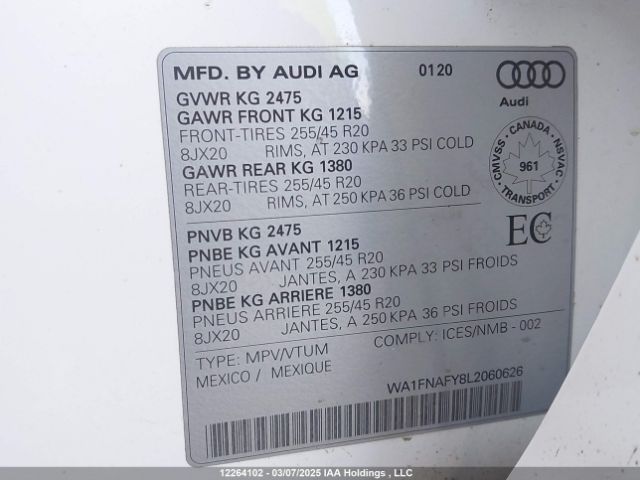 MFD. BY AUDI AG 0120
Audi
GVWR KG 2475
GAWR FRONT KG 1215
FRONT-TIRES 255/45 R20
8JX20 RIMS, AT 230 KPA 33 PSI COLD
GAWR REAR KG 1380
REAR-TIRES 255/45 R20
8JX20 RIMS, AT 250 KPA 36 PSI COLD
CMVSS - CANADA - NSVAC
961
TRANSPORT
PNVB KG 2475
PNBE KG AVANT 1215
PNEUS AVANT 255/45 R20
8JX20 JANTES, A 230 KPA 33 PSI FROIDS
PNBE KG ARRIERE 1380
PNEUS ARRIERE 255/45 R20
8JX20 JANTES, A 250 KPA 36 PSI FROIDS
EC
TYPE: MPV/VTUM COMPLY: ICES/NMB - 002
MEXICO / MEXIQUE
WA1FNAFY8L2060626
12264102 - 03/07/2025 IAA Holdings , LLC